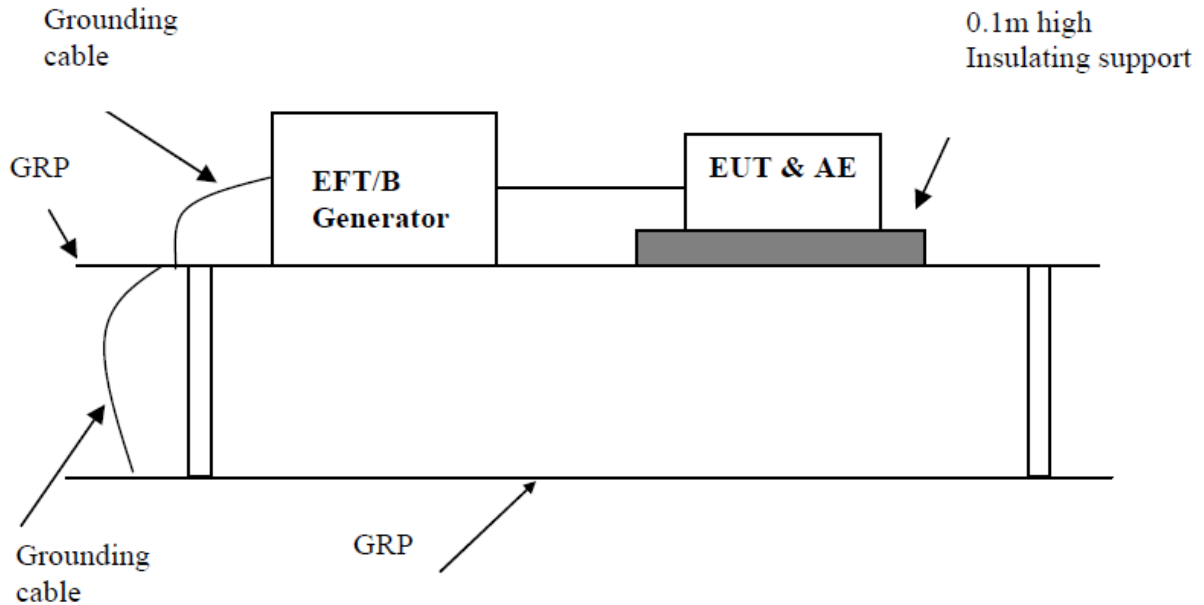 Grounding
cable
0.1m high
Insulating support
GRP
EFT/B
Generator
EUT & AE
GRP
Grounding
cable